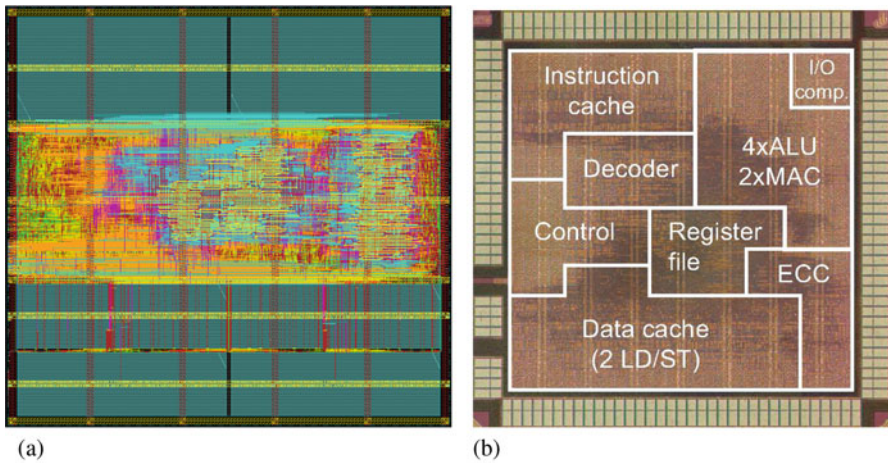 Instruction
cache
I/O
comp.
Decoder
4xALU
2xMAC
Control
Register
file
ECC
Data cache
(2 LD/ST)
(a)
(b)